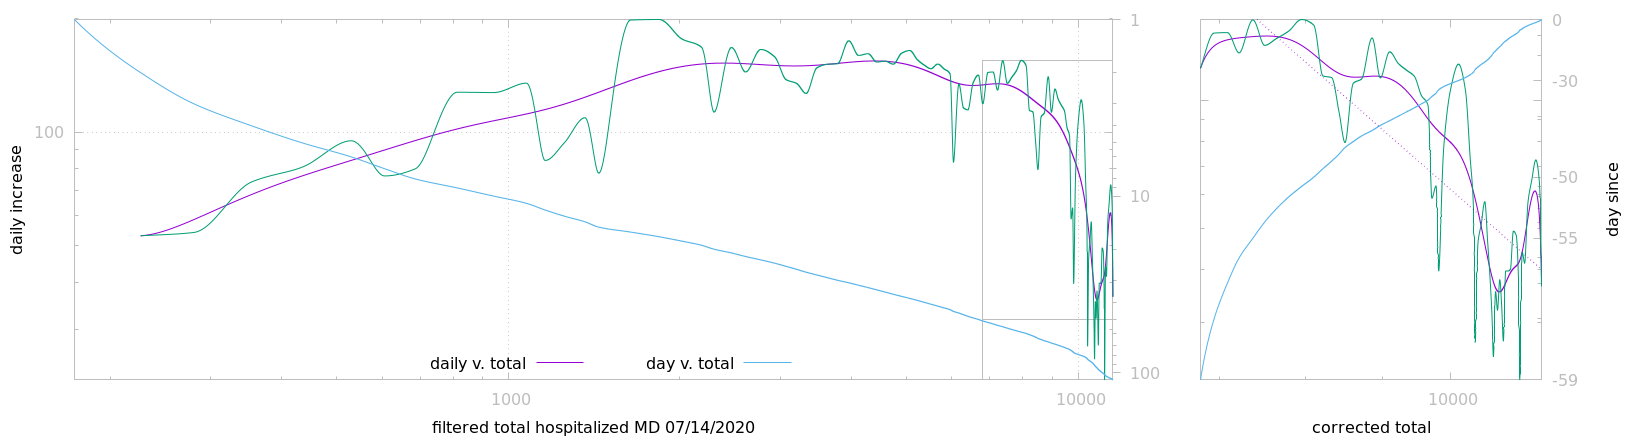 1
0
-30
100
daily increase
10
-50
day since
-55
daily v. total
day v. total
100
-59
1000
10000
10000
filtered total hospitalized MD 07/14/2020
corrected total